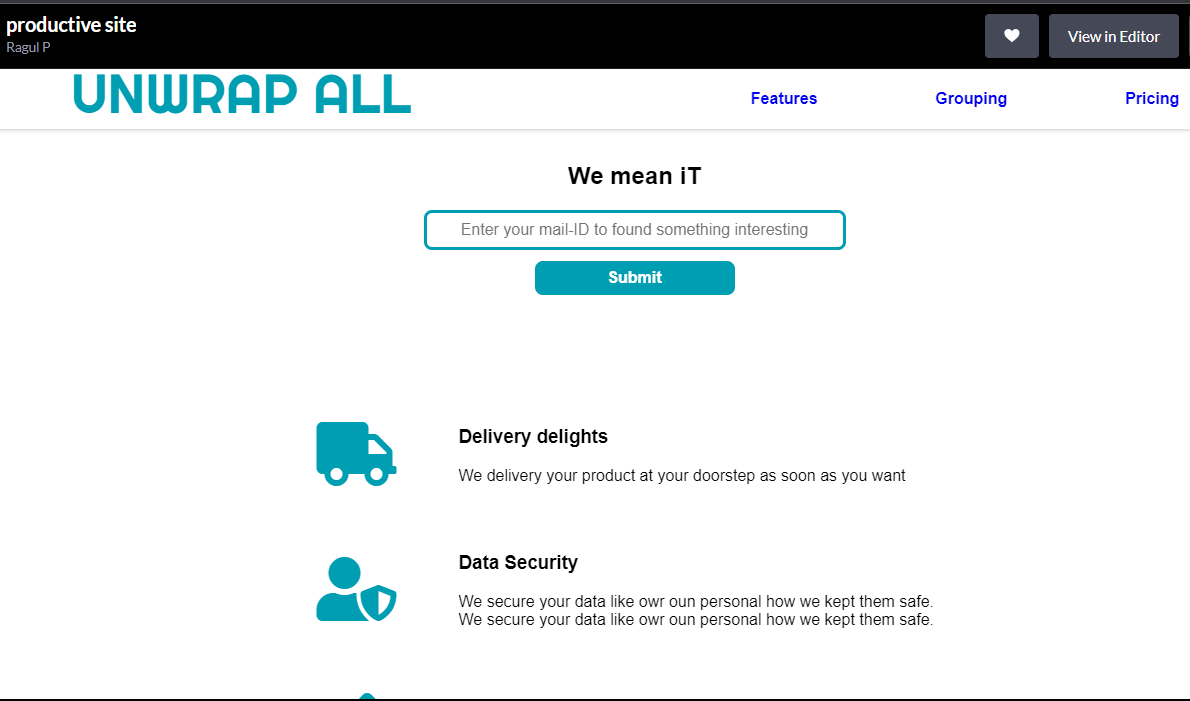 productive site
Ragul P
View in Editor
UNWRAP ALL
Features
Grouping
Pricing
We mean iT
Enter your mail-ID to found something interesting
Submit
Delivery delights
We delivery your product at your doorstep as soon as you want
Data Security
We secure your data like owr oun personal how we kept them safe.
We secure your data like owr oun personal how we kept them safe.